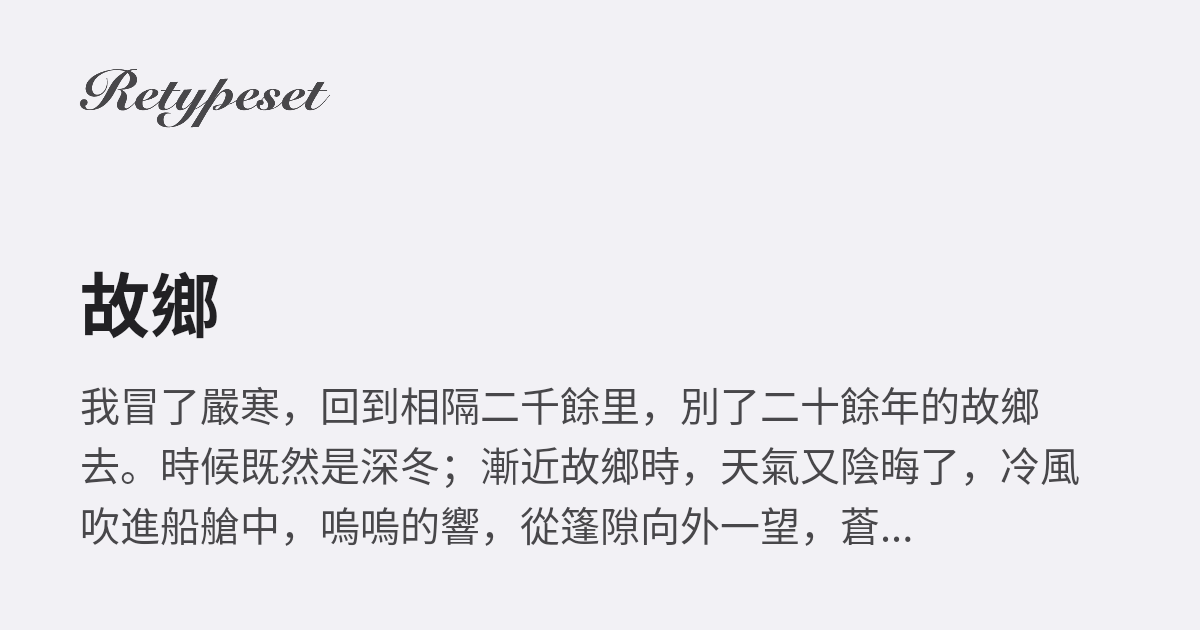 Retypeset
故鄉
我冒了嚴寒，回到相隔二千餘里，別了二十餘年的故鄉
去。時候既然是深冬；漸近故鄉時，天氣又陰晦了，冷風
吹進船艙中，嗚嗚的響，從篷隙向外一望，蒼...